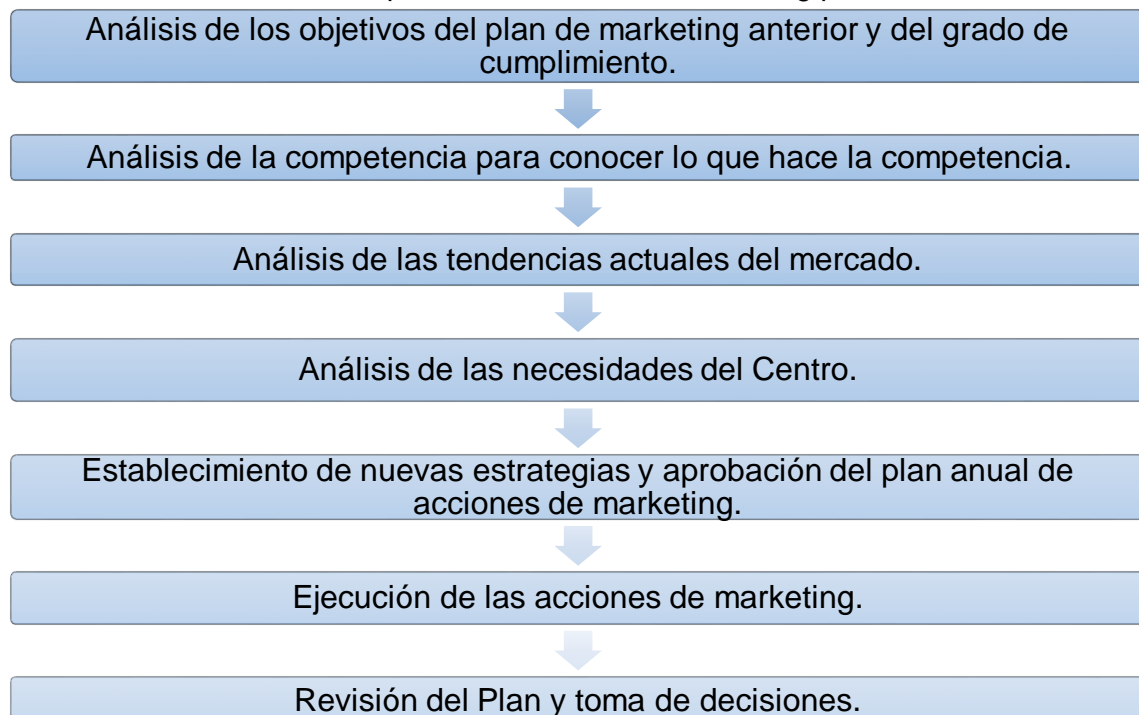 Análisis de los objetivos del plan de marketing anterior y del grado de
cumplimiento.
Análisis de la competencia para conocer lo que hace la competencia.
Análisis de las tendencias actuales del mercado.
Análisis de las necesidades del Centro.
Establecimiento de nuevas estrategias y aprobación del plan anual de
acciones de marketing.
Ejecución de las acciones de marketing.
Revisión del Plan y toma de decisiones.